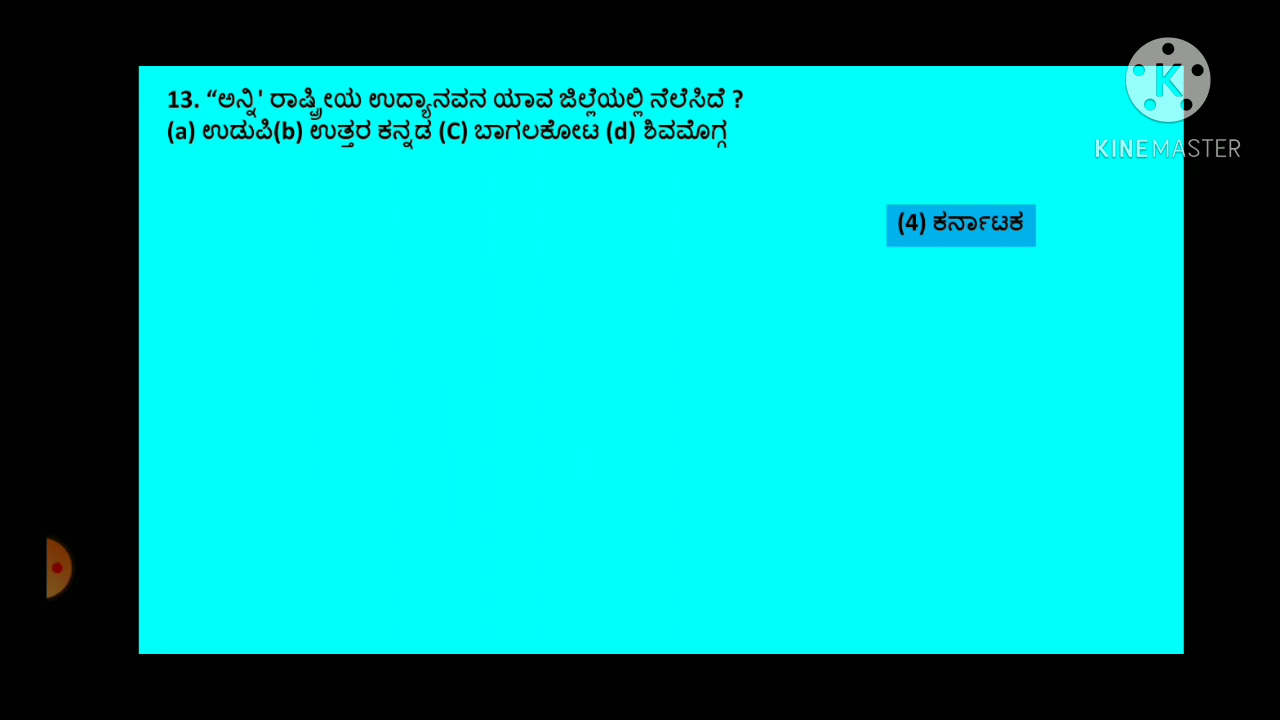 13. “ಅನ್ನಿ' ರಾಷ್ಟ್ರೀಯ ಉದ್ಯಾನವನ ಯಾವ ಜಿಲ್ಲೆಯಲ್ಲಿ ನೆಲೆಸಿದೆ ?
(a) ಉಡುಪಿ(b) ಉತ್ತರ ಕನ್ನಡ (C) ಬಾಗಲಕೋಟ (d) ಶಿವಮೊಗ್ಗ
K
KINEMASTER
(4) ಕರ್ನಾಟಕ